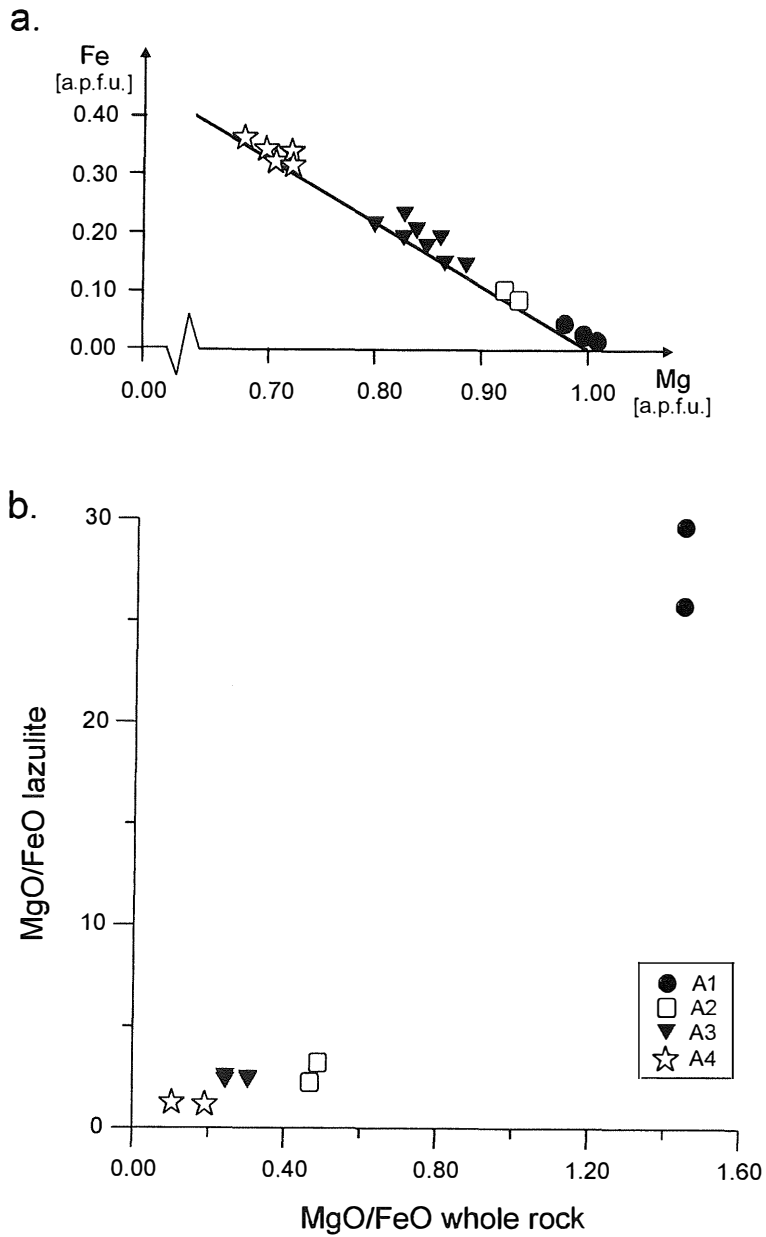 a.
Fe
[a.p.f.u.]
0.40
0.30
0.20
0.10
0.00
0.00 0.70 0.80 0.90 1.00
Mg
[a.p.f.u.]
b.
30
20
10
0
MgO/FeO lazulite
A1
A2
A3
A4
0.00 0.40 0.80 1.20 1.60
MgO/FeO whole rock